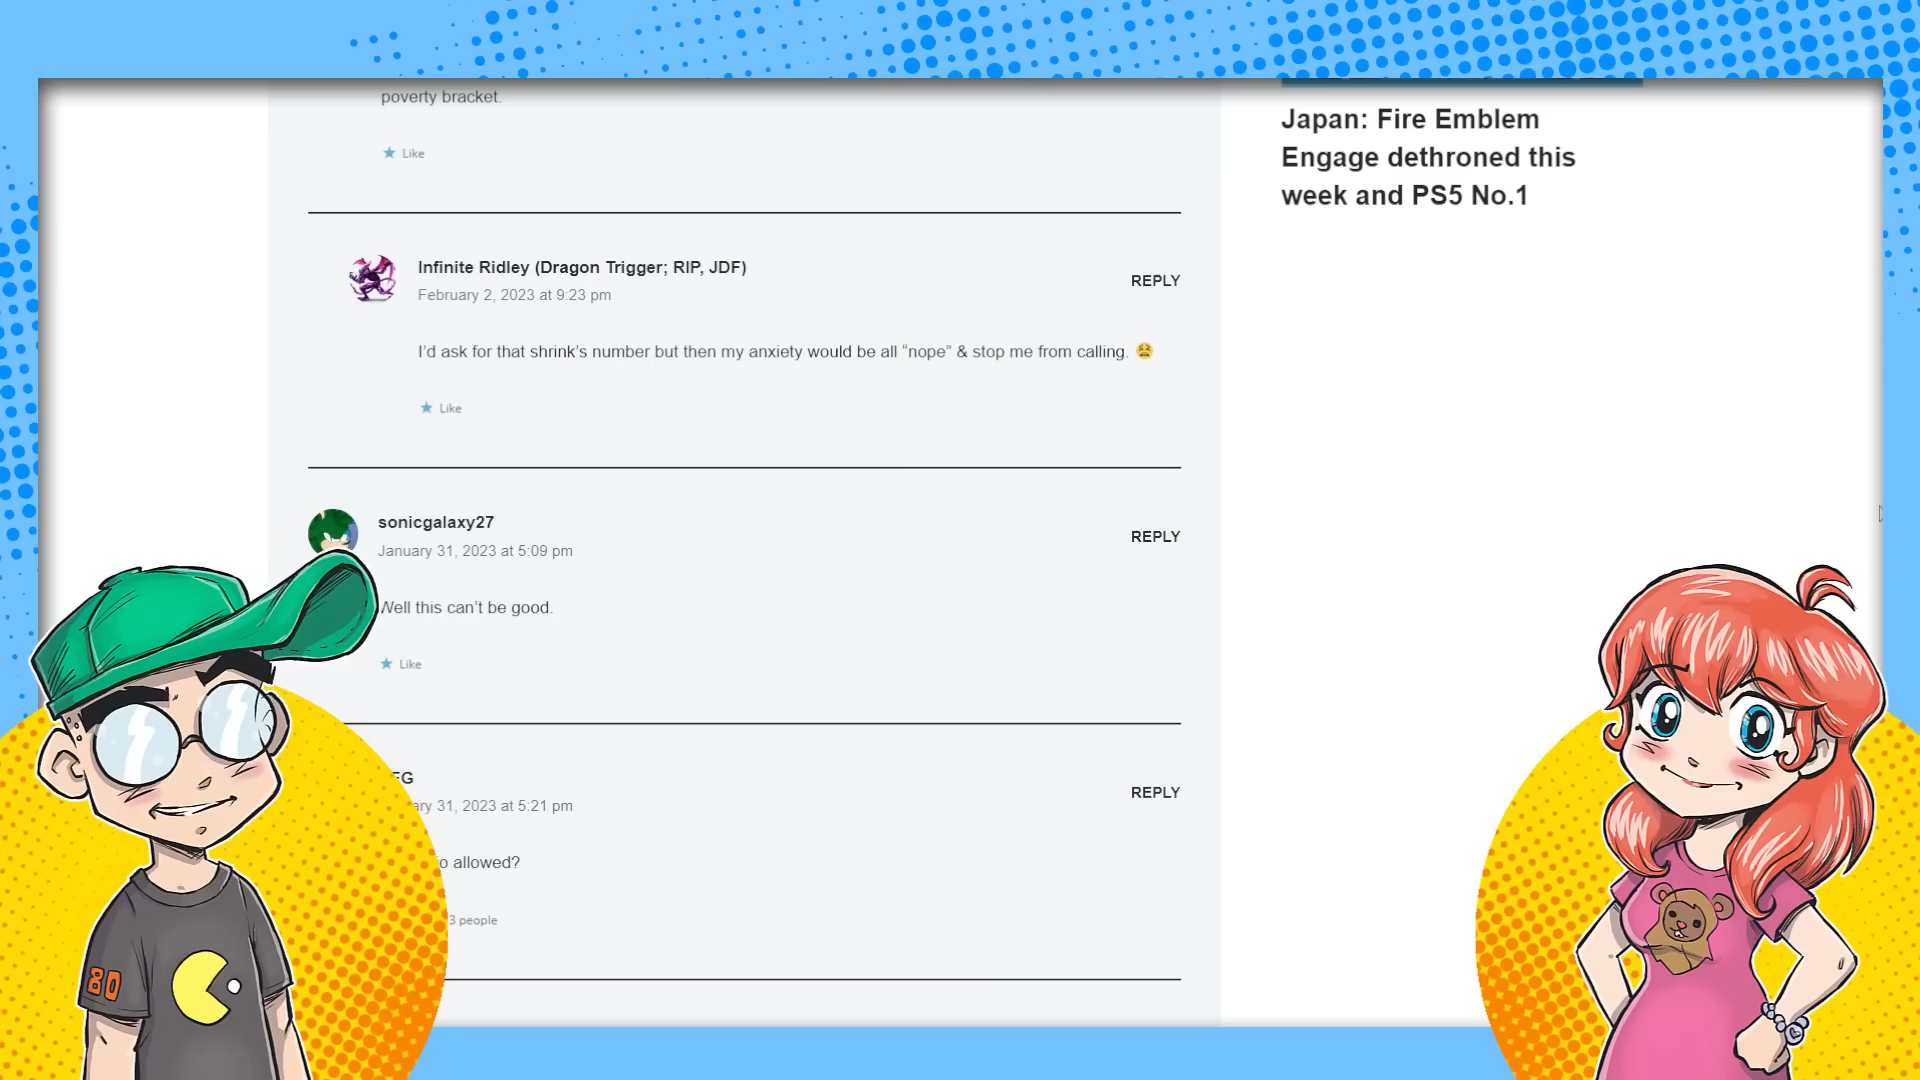 poverty bracket.
Like
Infinite Ridley (Dragon Trigger; RIP, JDF)
February 2, 2023 at 9:23 pm
REPLY
I’d ask for that shrink’s number but then my anxiety would be all “nope” & stop me from calling. 😫
Like
sonicgalaxy27
January 31, 2023 at 5:09 pm
REPLY
Well this can’t be good.
Like
31, 2023 at 5:21 pm
REPLY
allowed?
3 people
Japan: Fire Emblem
Engage dethroned this
week and PS5 No.1
80